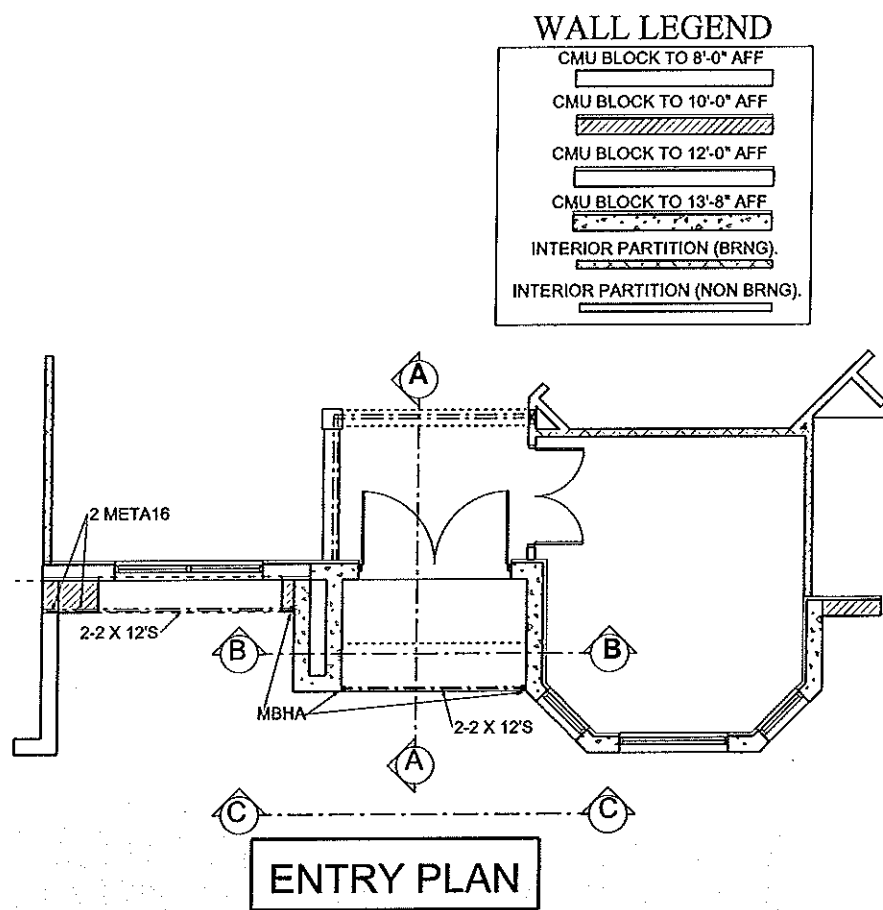 WALL LEGEND
CMU BLOCK TO 8'-0" AFF
CMU BLOCK TO 10'-0" AFF
CMU BLOCK TO 12'-0" AFF
CMU BLOCK TO 13'-8" AFF
INTERIOR PARTITION (BRNG).
INTERIOR PARTITION (NON BRNG).
A
2 META16
2-2 X 12'S
B
B
MBHA
2-2 X 12'S
A
C
C
ENTRY PLAN